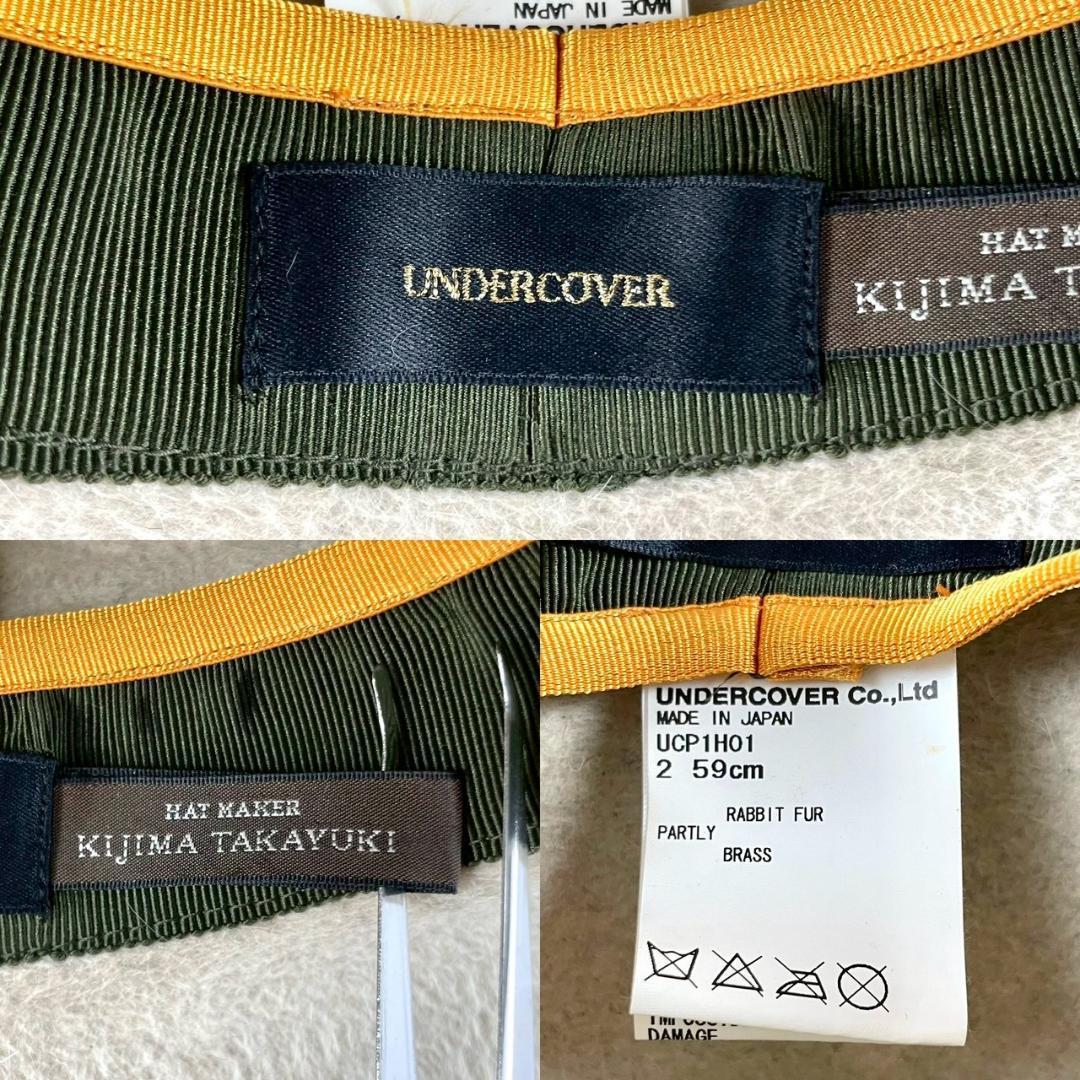 MADE IN JAPAN
UNDERCOVER
HAT
KIJIMA
HAT MAKER
KIJIMA TAKAYUKI
UNDERCOVER Co.,Ltd
MADE IN JAPAN
UCP1H01
2 59cm
RABBIT FUR
PARTLY
BRASS
DAMAGE